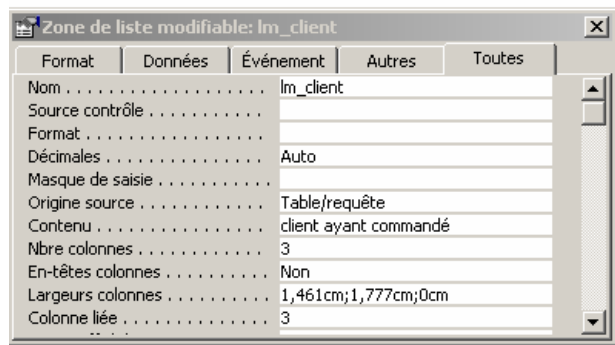 Zone de liste modifiable: lm_client
Format Données Événement Autres Toutes
Nom . . . . . . . . . . . . . . . . . . . lm_client
Source contrôle . . . . . . . . . . .
Format . . . . . . . . . . . . . . . . .
Décimales . . . . . . . . . . . . . . . Auto
Masque de saisie . . . . . . . . . . .
Origine source . . . . . . . . . . . . Table/requête
Contenu . . . . . . . . . . . . . . . . client ayant commandé
Nbre colonnes . . . . . . . . . . . . 3
En-têtes colonnes . . . . . . . . . . Non
Largeurs colonnes . . . . . . . . . . 1,461cm;1,777cm;0cm
Colonne liée . . . . . . . . . . . . . . 3